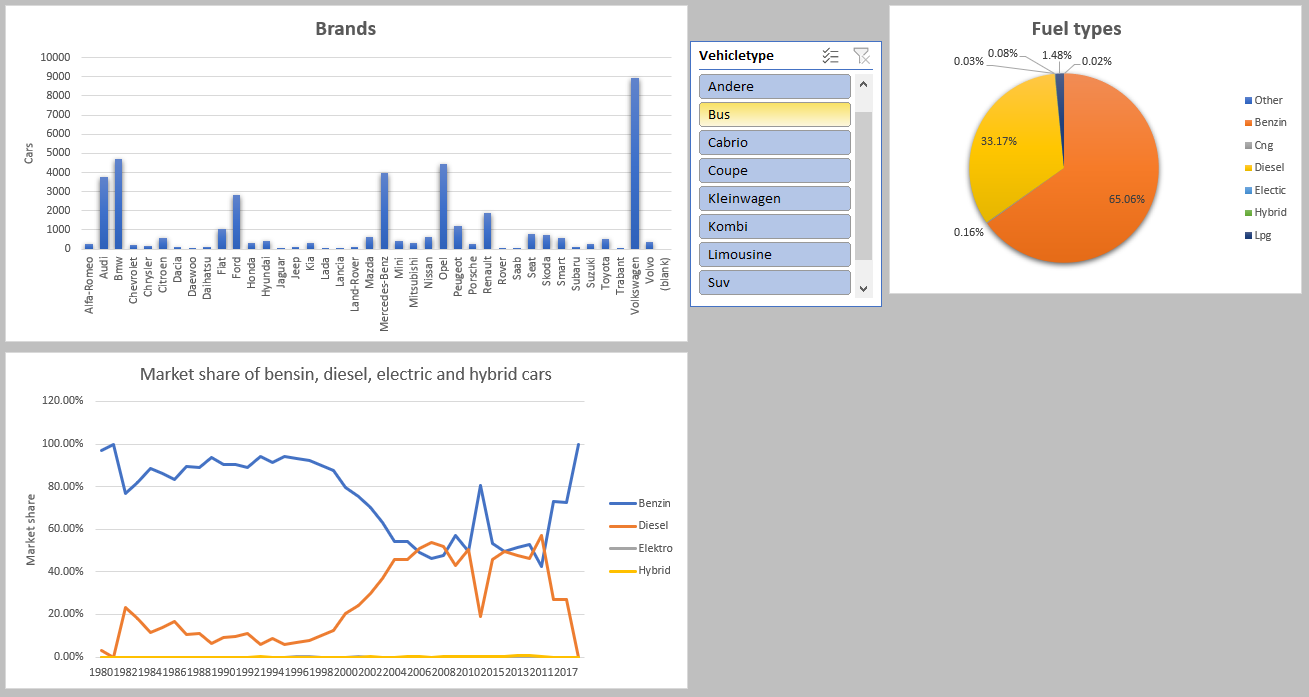 Brands
Cars
10000
9000
8000
7000
6000
5000
4000
3000
2000
1000
0
Alfa-Romeo
Audi
Bmw
Chevrolet
Chrysler
Citroen
Dacia
Daewoo
Daihatsu
Fiat
Ford
Honda
Hyundai
Jaguar
Jeep
Kia
Lada
Lancia
Land-Rover
Mazda
Mercedes-Benz
Mini
Mitsubishi
Nissan
Opel
Peugeot
Porsche
Renault
Rover
Saab
Seat
Skoda
Smart
Subaru
Suzuki
Toyota
Trabant
Volkswagen
Volvo
(blank)
Vehicletype
Andere
Bus
Cabrio
Coupe
Kleinwagen
Kombi
Limousine
Suv
Fuel types
0.03%
0.08%
1.48%
0.02%
33.17%
65.06%
0.16%
Other
Benzin
Cng
Diesel
Electic
Hybrid
Lpg
Market share of bensin, diesel, electric and hybrid cars
Market share
120.00%
100.00%
80.00%
60.00%
40.00%
20.00%
0.00%
1980 1982 1984 1986 1988 1990 1992 1994 1996 1998 2000 2002 2004 2006 2008 2010 2015 2013 2011 2017
Benzin
Diesel
Elektro
Hybrid